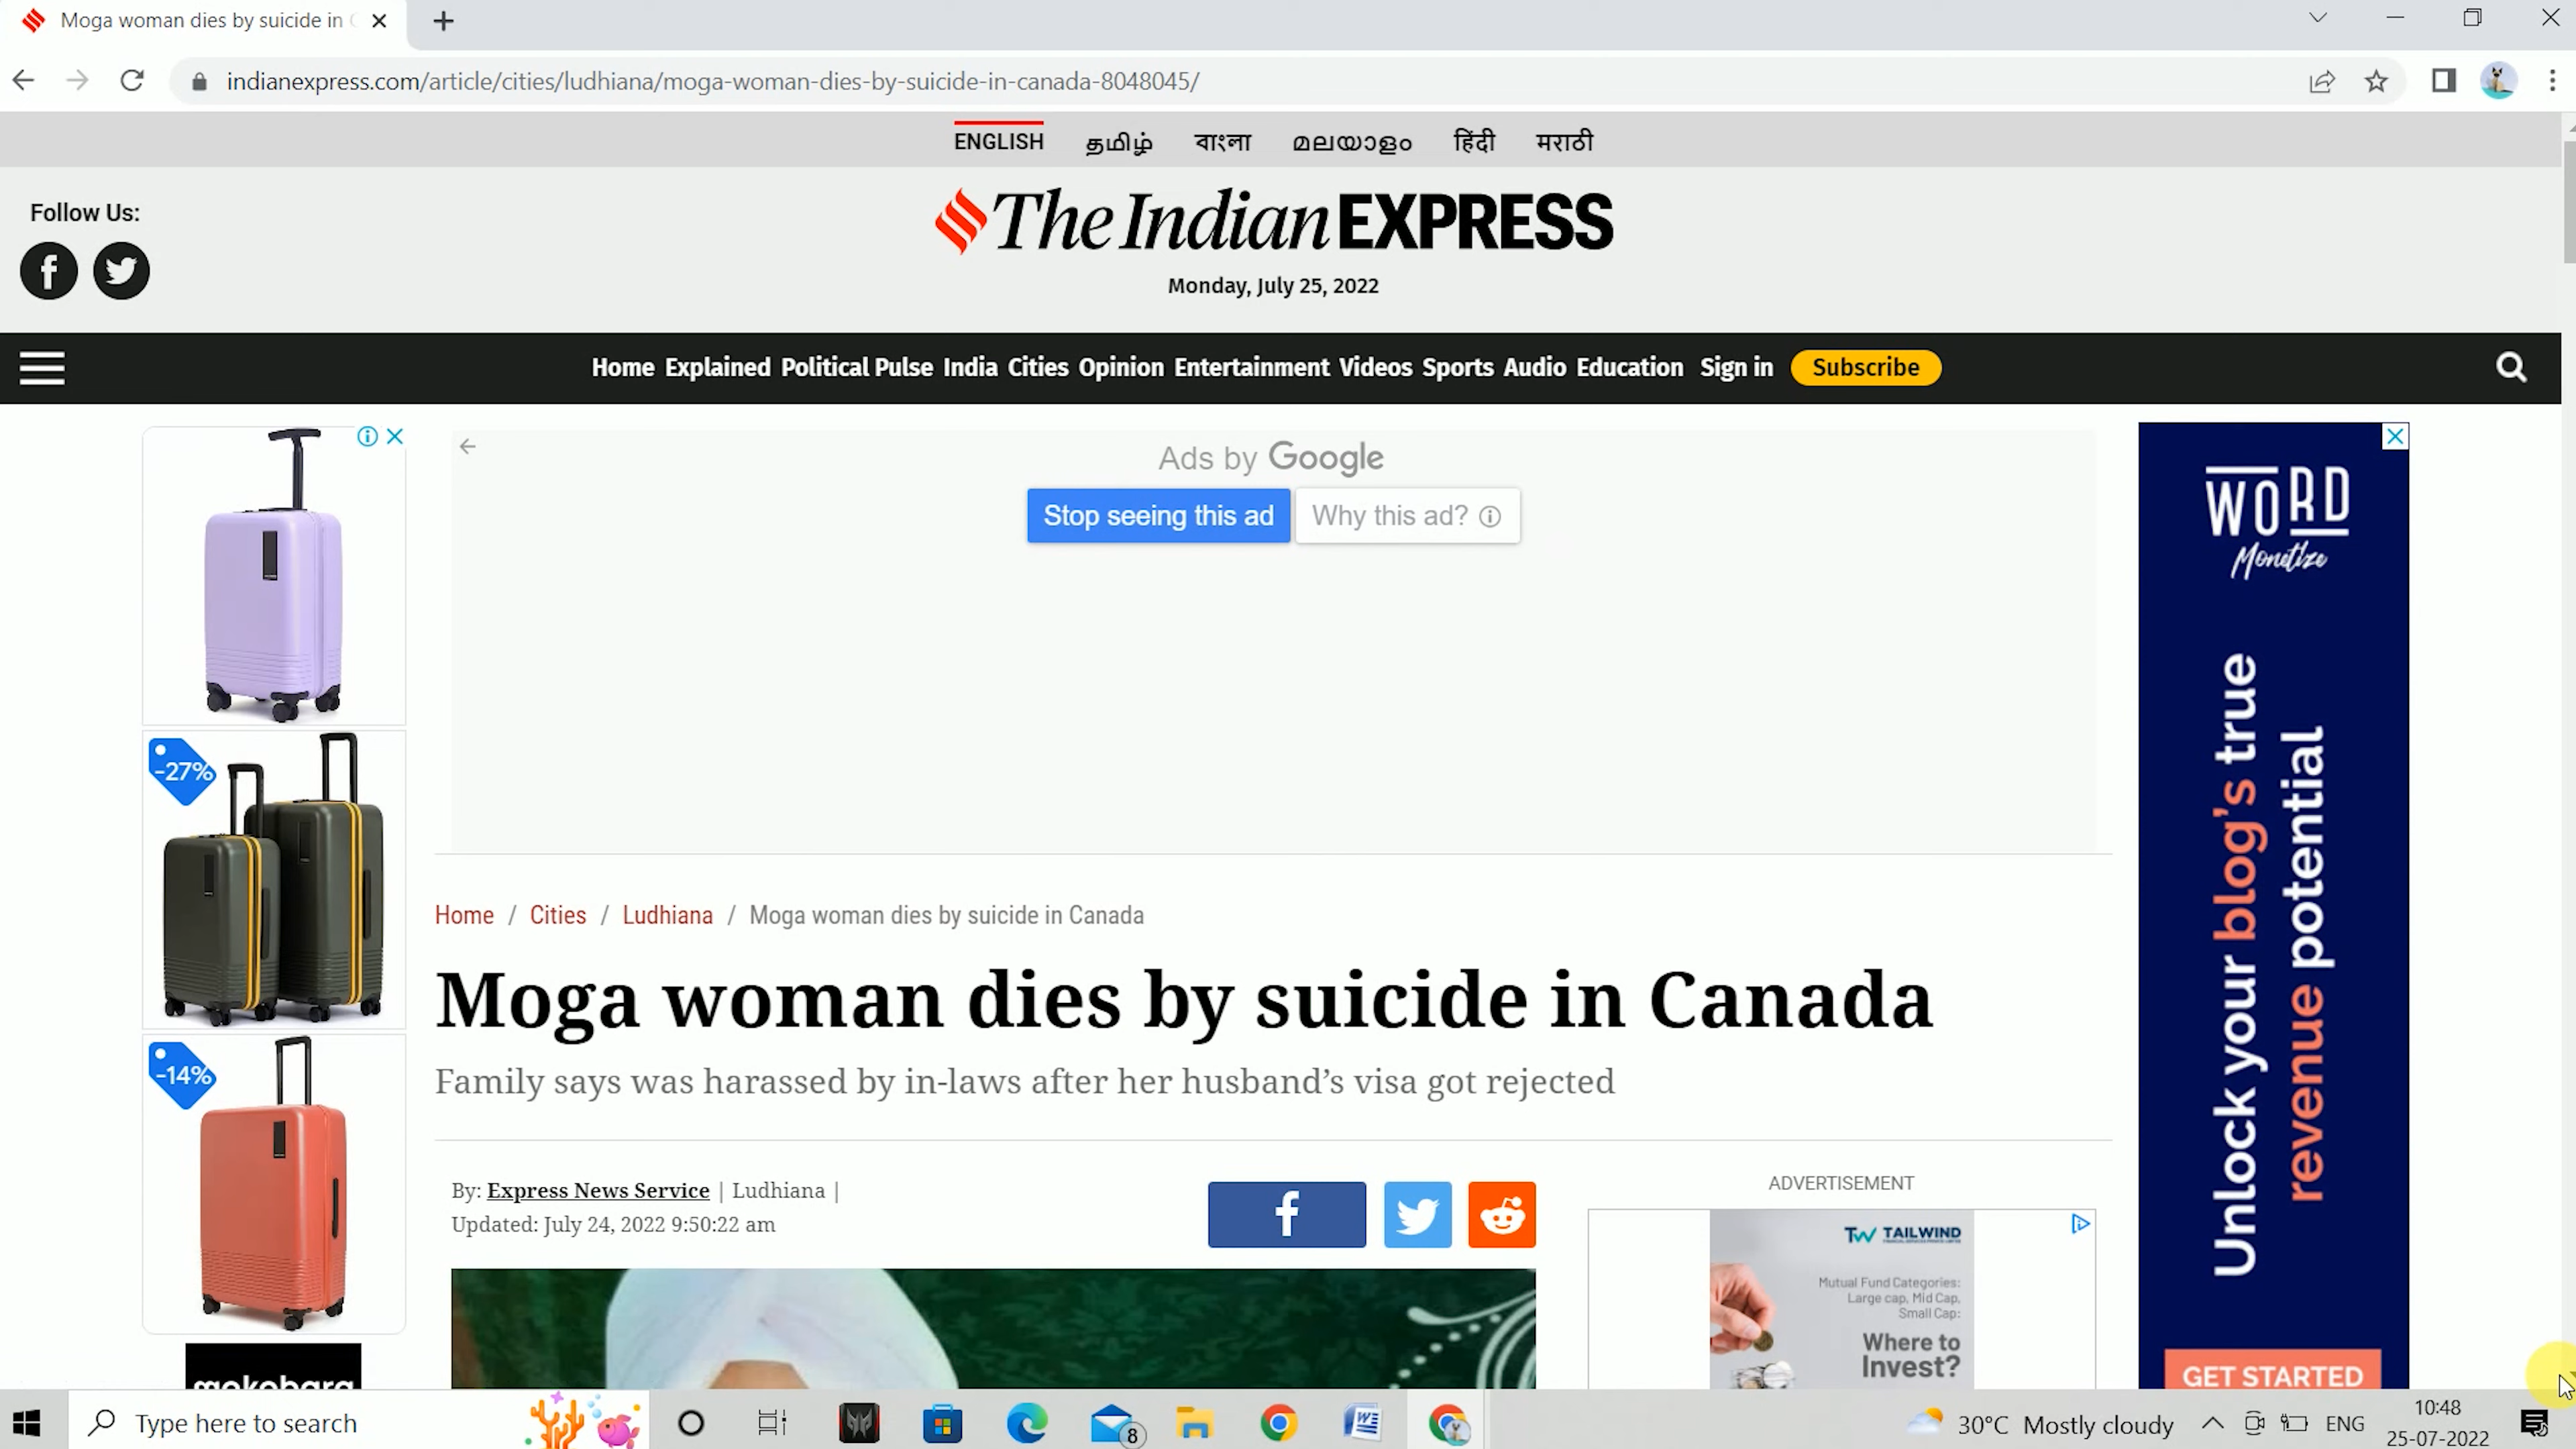 Moga woman dies by suicide in
indianexpress.com/article/cities/ludhiana/moga-woman-dies-by-suicide-in-canada-8048045/
ENGLISH தமிழ் বাংলা മലയാളം हिंदी मराठी
Follow Us:
The Indian EXPRESS
Monday, July 25, 2022
Home Explained Political Pulse India Cities Opinion Entertainment Videos Sports Audio Education Sign in Subscribe
Ads by Google
Stop seeing this ad Why this ad?
-27%
-14%
mokobara
WORD
Monetize
Unlock your blog's true
revenue potential
GET STARTED
Home / Cities / Ludhiana / Moga woman dies by suicide in Canada
Moga woman dies by suicide in Canada
Family says was harassed by in-laws after her husband's visa got rejected
By: Express News Service | Ludhiana |
Updated: July 24, 2022 9:50:22 am
ADVERTISEMENT
TW TAILWIND
Mutual Fund Categories:
Large cap, Mid Cap,
Small Cap:
Where to
Invest?
Type here to search
8
30°C Mostly cloudy
ENG
10:48
25-07-2022